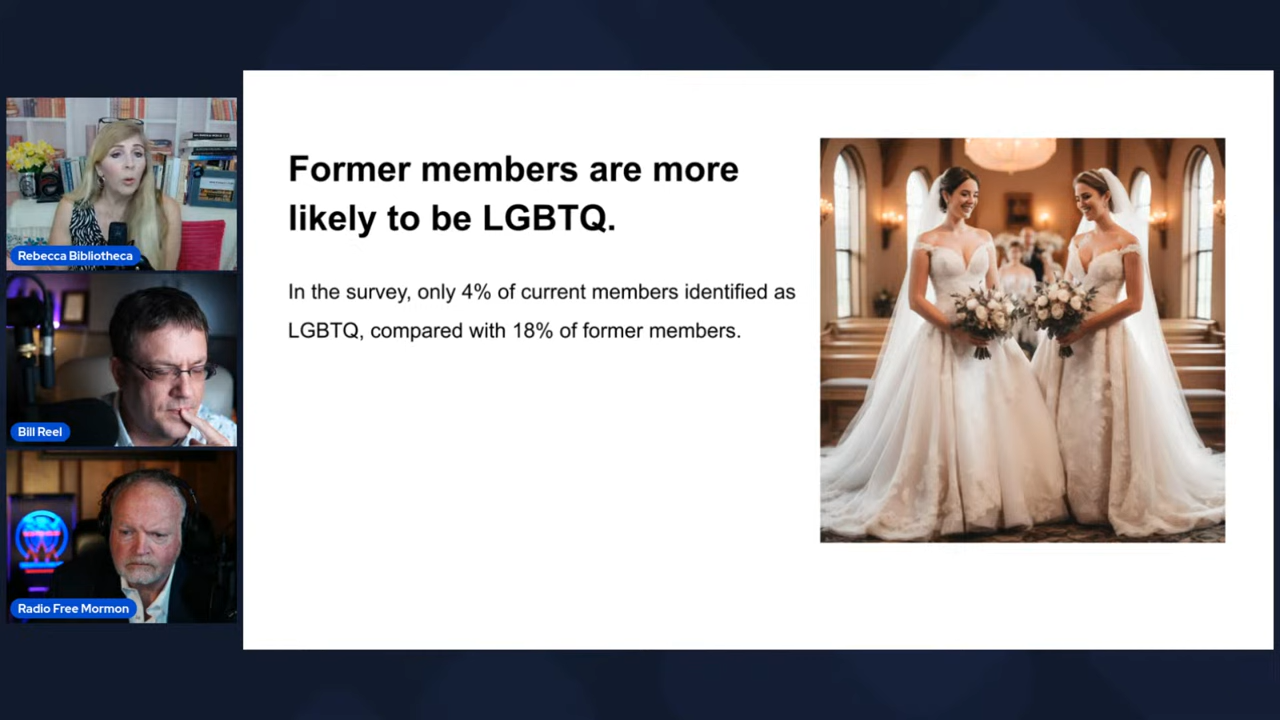 Rebecca Bibliotheca
Bill Reel
Radio Free Mormon
Former members are more
likely to be LGBTQ.
In the survey, only 4% of current members identified as
LGBTQ, compared with 18% of former members.